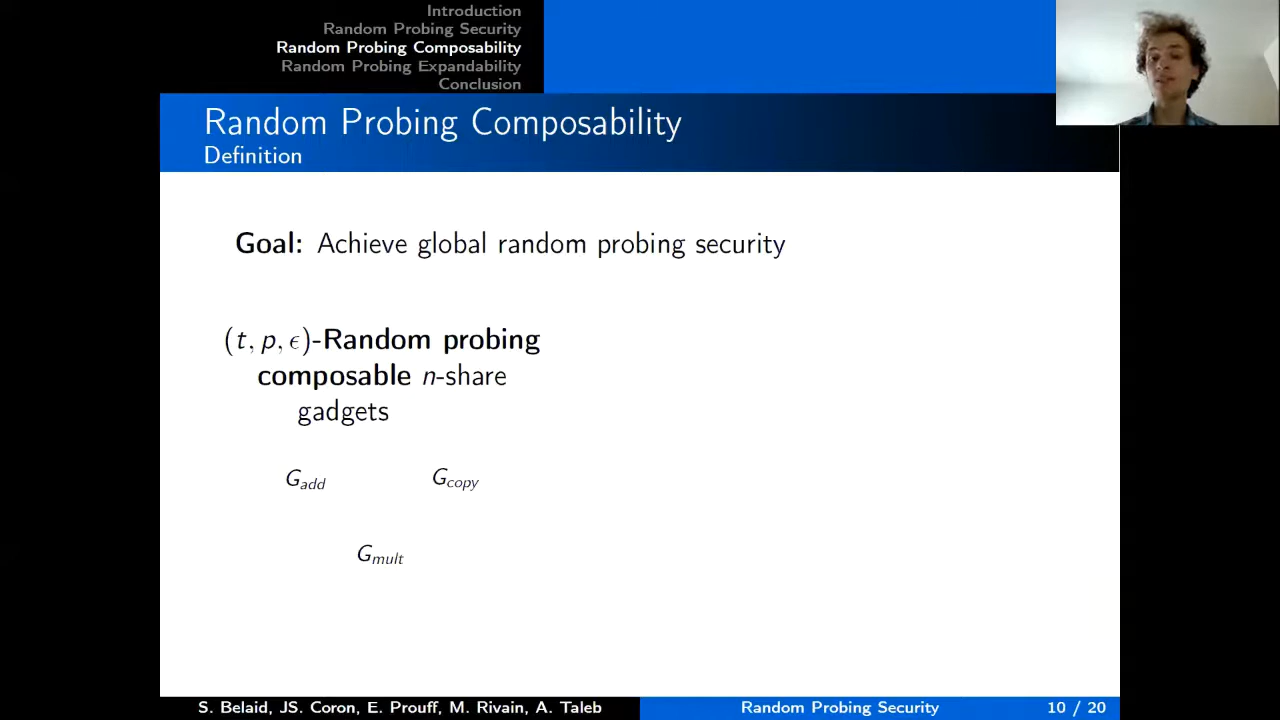 Introduction
Random Probing Security
Random Probing Composability
Random Probing Expandability
Conclusion
Random Probing Composability
Definition
Goal: Achieve global random probing security
(t, p, ϵ)-Random probing
composable n-share
gadgets
G_add G_copy
G_mult
S. Belaid, JS. Coron, E. Prouff, M. Rivain, A. Taleb Random Probing Security 10 / 20